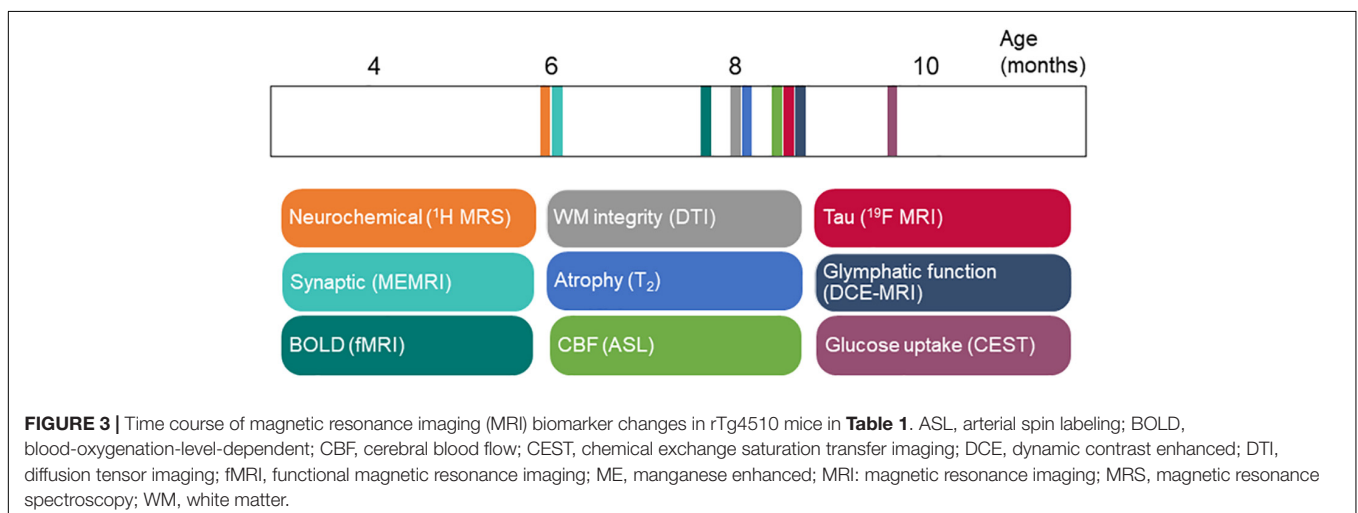 Age
4 6 8 10 (months)
Neurochemical (¹H MRS) WM integrity (DTI) Tau (¹⁹F MRI)
Synaptic (MEMRI) Atrophy (T₂) Glymphatic function
(DCE-MRI)
BOLD (fMRI) CBF (ASL) Glucose uptake (CEST)
FIGURE 3 | Time course of magnetic resonance imaging (MRI) biomarker changes in rTg4510 mice in Table 1. ASL, arterial spin labeling; BOLD,
blood-oxygenation-level-dependent; CBF, cerebral blood flow; CEST, chemical exchange saturation transfer imaging; DCE, dynamic contrast enhanced; DTI,
diffusion tensor imaging; fMRI, functional magnetic resonance imaging; ME, manganese enhanced; MRI: magnetic resonance imaging; MRS, magnetic resonance
spectroscopy; WM, white matter.